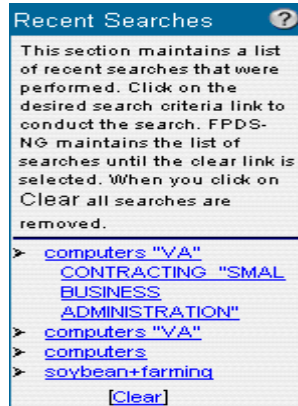 Recent Searches ?
This section maintains a list
of recent searches that were
performed. Click on the
desired search criteria link to
conduct the search. FPDS-
NG maintains the list of
searches until the clear link is
selected. When you click on
Clear all searches are
removed.
➤ computers "VA"
CONTRACTING "SMAL
BUSINESS
ADMINISTRATION"
➤ computers "VA"
➤ computers
➤ soybean+farming
[Clear]